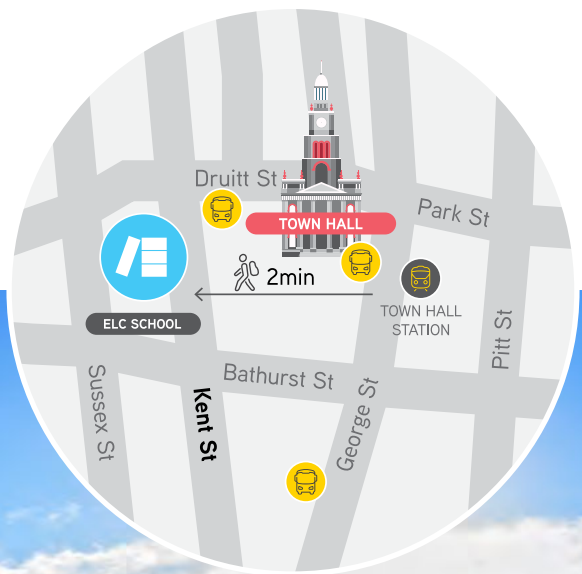 Druitt St
TOWN HALL
Park St
2min
TOWN HALL
STATION
ELC SCHOOL
Pitt St
Bathurst St
Sussex St
Kent St
George St